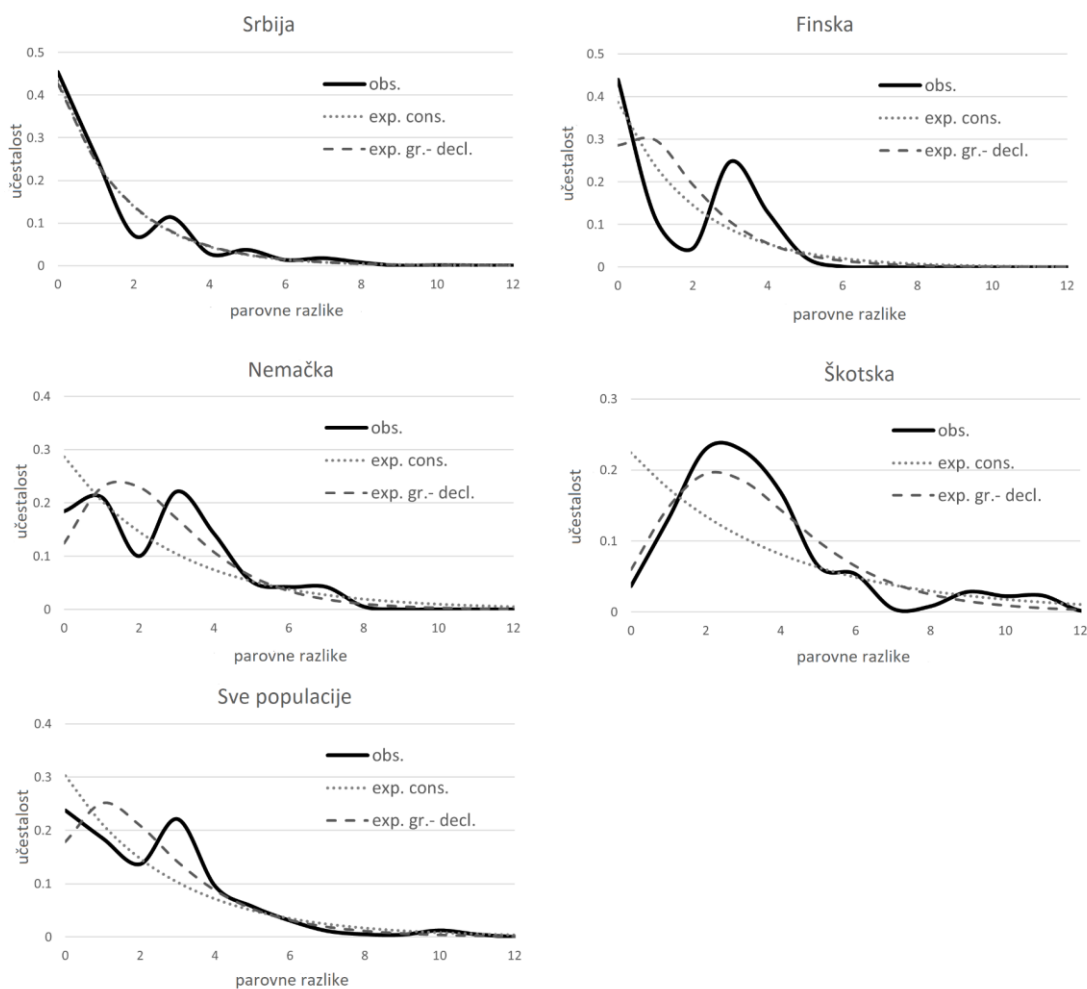 Srbija
0.5
0.4
0.3
0.2
0.1
0
učestalost
obs.
exp. cons.
exp. gr.- decl.
0 2 4 6 8 10 12
parovne razlike
Finska
0.5
0.4
0.3
0.2
0.1
0
učestalost
obs.
exp. cons.
exp. gr.- decl.
0 2 4 6 8 10 12
parovne razlike
Nemačka
0.4
0.3
0.2
0.1
0
učestalost
obs.
exp. cons.
exp. gr.- decl.
0 2 4 6 8 10 12
parovne razlike
Škotska
0.3
0.2
0.1
0
učestalost
obs.
exp. cons.
exp. gr.- decl.
0 2 4 6 8 10 12
parovne razlike
Sve populacije
0.4
0.3
0.2
0.1
0
učestalost
obs.
exp. cons.
exp. gr.- decl.
0 2 4 6 8 10 12
parovne razlike